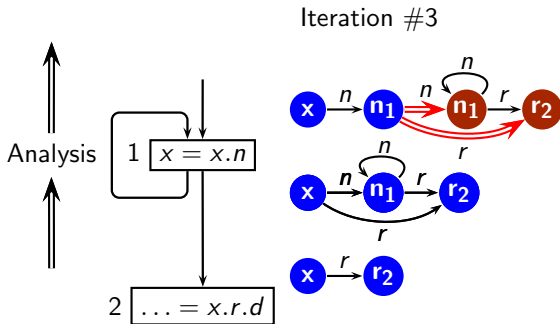 Iteration #3
n
x n n₁ n n₁ r r₂
r
Analysis
1 x = x.n
n
x n n₁ r r₂
r
x r r₂
2 ... = x.r.d